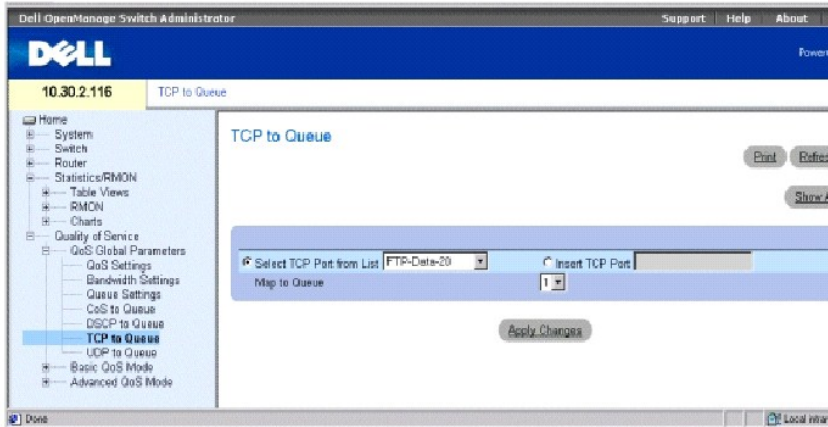 Dell OpenManage Switch Administrator
Support Help About
DELL
10.30.2.116
TCP to Queue
Home
System
Switch
Router
Statistics/RMON
Table Views
RMON
Charts
Quality of Service
QoS Global Parameters
QoS Settings
Bandwidth Settings
Queue Settings
CoS to Queue
DSCP to Queue
TCP to Queue
UDP to Queue
Basic QoS Mode
Advanced QoS Mode
TCP to Queue
Print
Select TCP Port from List FTP-Data-20 Insert TCP Port
Map to Queue 1
Apply Changes
Done
Local